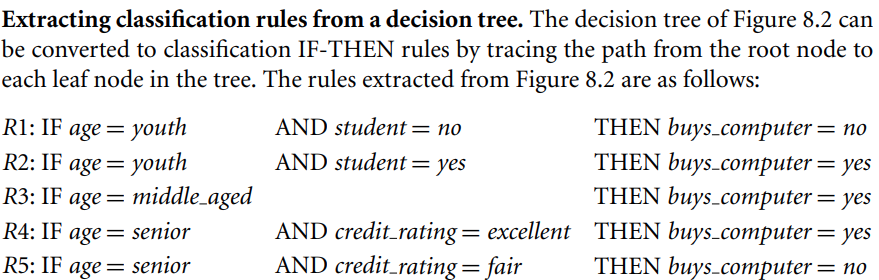 Extracting classification rules from a decision tree. The decision tree of Figure 8.2 can
be converted to classification IF-THEN rules by tracing the path from the root node to
each leaf node in the tree. The rules extracted from Figure 8.2 are as follows:
R1: IF age = youth AND student = no THEN buys_computer = no
R2: IF age = youth AND student = yes THEN buys_computer = yes
R3: IF age = middle_aged THEN buys_computer = yes
R4: IF age = senior AND credit_rating = excellent THEN buys_computer = yes
R5: IF age = senior AND credit_rating = fair THEN buys_computer = no